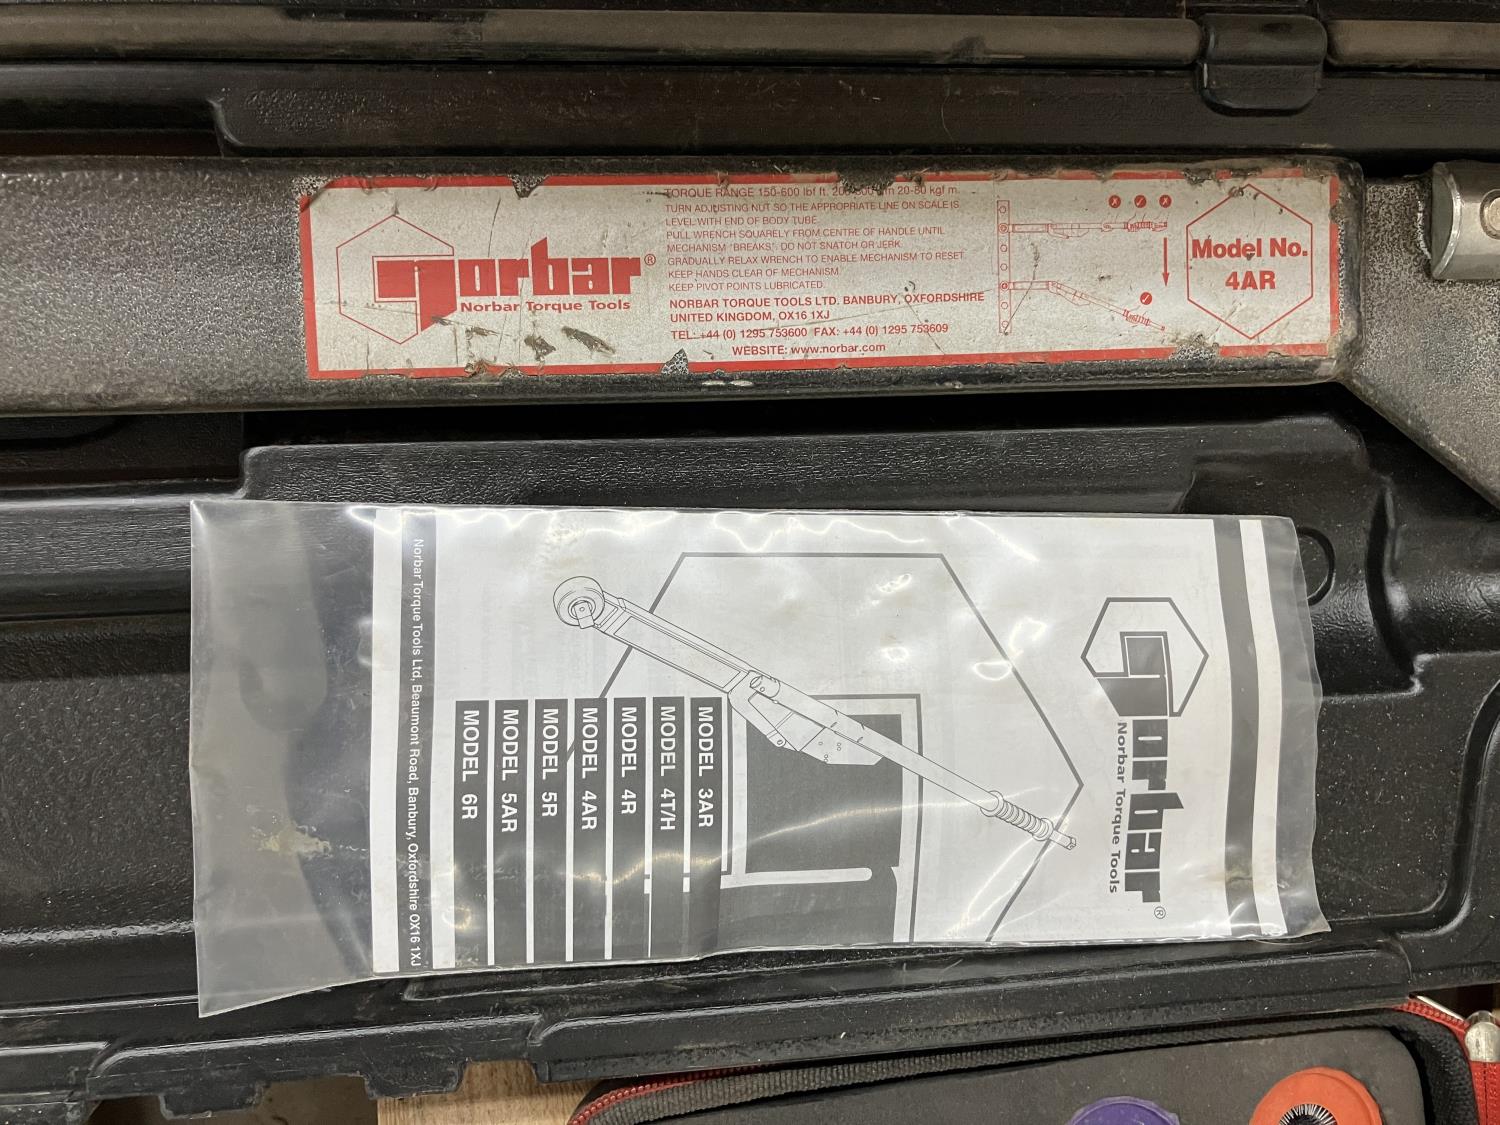 TORQUE RANGE 150-600 lbf ft. 20-80 kgf m.
TURN ADJUSTING NUT SO THE APPROPRIATE LINE ON SCALE IS
LEVEL WITH END OF BODY TUBE.
PULL WRENCH SQUARELY FROM CENTRE OF HANDLE UNTIL
MECHANISM "BREAKS". DO NOT SNATCH OR JERK.
GRADUALLY RELAX WRENCH TO ENABLE MECHANISM TO RESET.
KEEP HANDS CLEAR OF MECHANISM.
KEEP PIVOT POINTS LUBRICATED.
norbar®
Norbar Torque Tools
NORBAR TORQUE TOOLS LTD. BANBURY, OXFORDSHIRE
UNITED KINGDOM, OX16 1XJ
TEL: +44 (0) 1295 753600 FAX: +44 (0) 1295 753609
WEBSITE: www.norbar.com
Model No.
4AR
norbar®
Norbar Torque Tools
MODEL 3AR
MODEL 4T/H
MODEL 4R
MODEL 4AR
MODEL 5R
MODEL 5AR
MODEL 6R
Norbar Torque Tools Ltd, Beaumont Road, Banbury, Oxfordshire OX16 1XJ